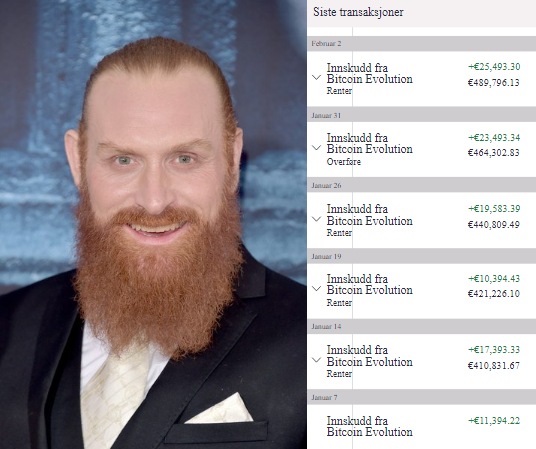 Siste transaksjoner
Februar 2
Innskudd fra +€25,493.30
Bitcoin Evolution €489,796.13
Renter
Januar 31
Innskudd fra +€23,493.34
Bitcoin Evolution €464,302.83
Overføre
Januar 26
Innskudd fra +€19,583.39
Bitcoin Evolution €440,809.49
Renter
Januar 19
Innskudd fra +€10,394.43
Bitcoin Evolution €421,226.10
Renter
Januar 14
Innskudd fra +€17,393.33
Bitcoin Evolution €410,831.67
Renter
Januar 7
Innskudd fra +€11,394.22
Bitcoin Evolution